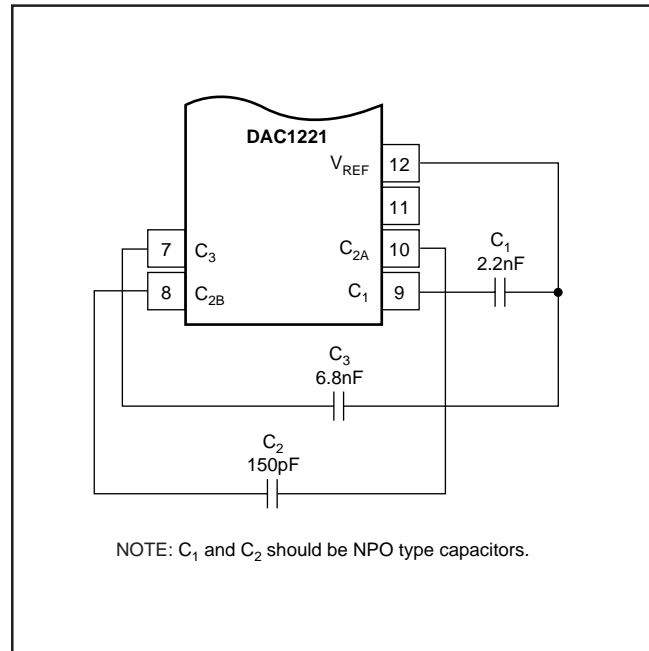 DAC1221
V_REF 12
11
7 C_3
C_2A 10
8 C_2B
C_1 9
C_1
2.2nF
C_3
6.8nF
C_2
150pF
NOTE: C_1 and C_2 should be NPO type capacitors.